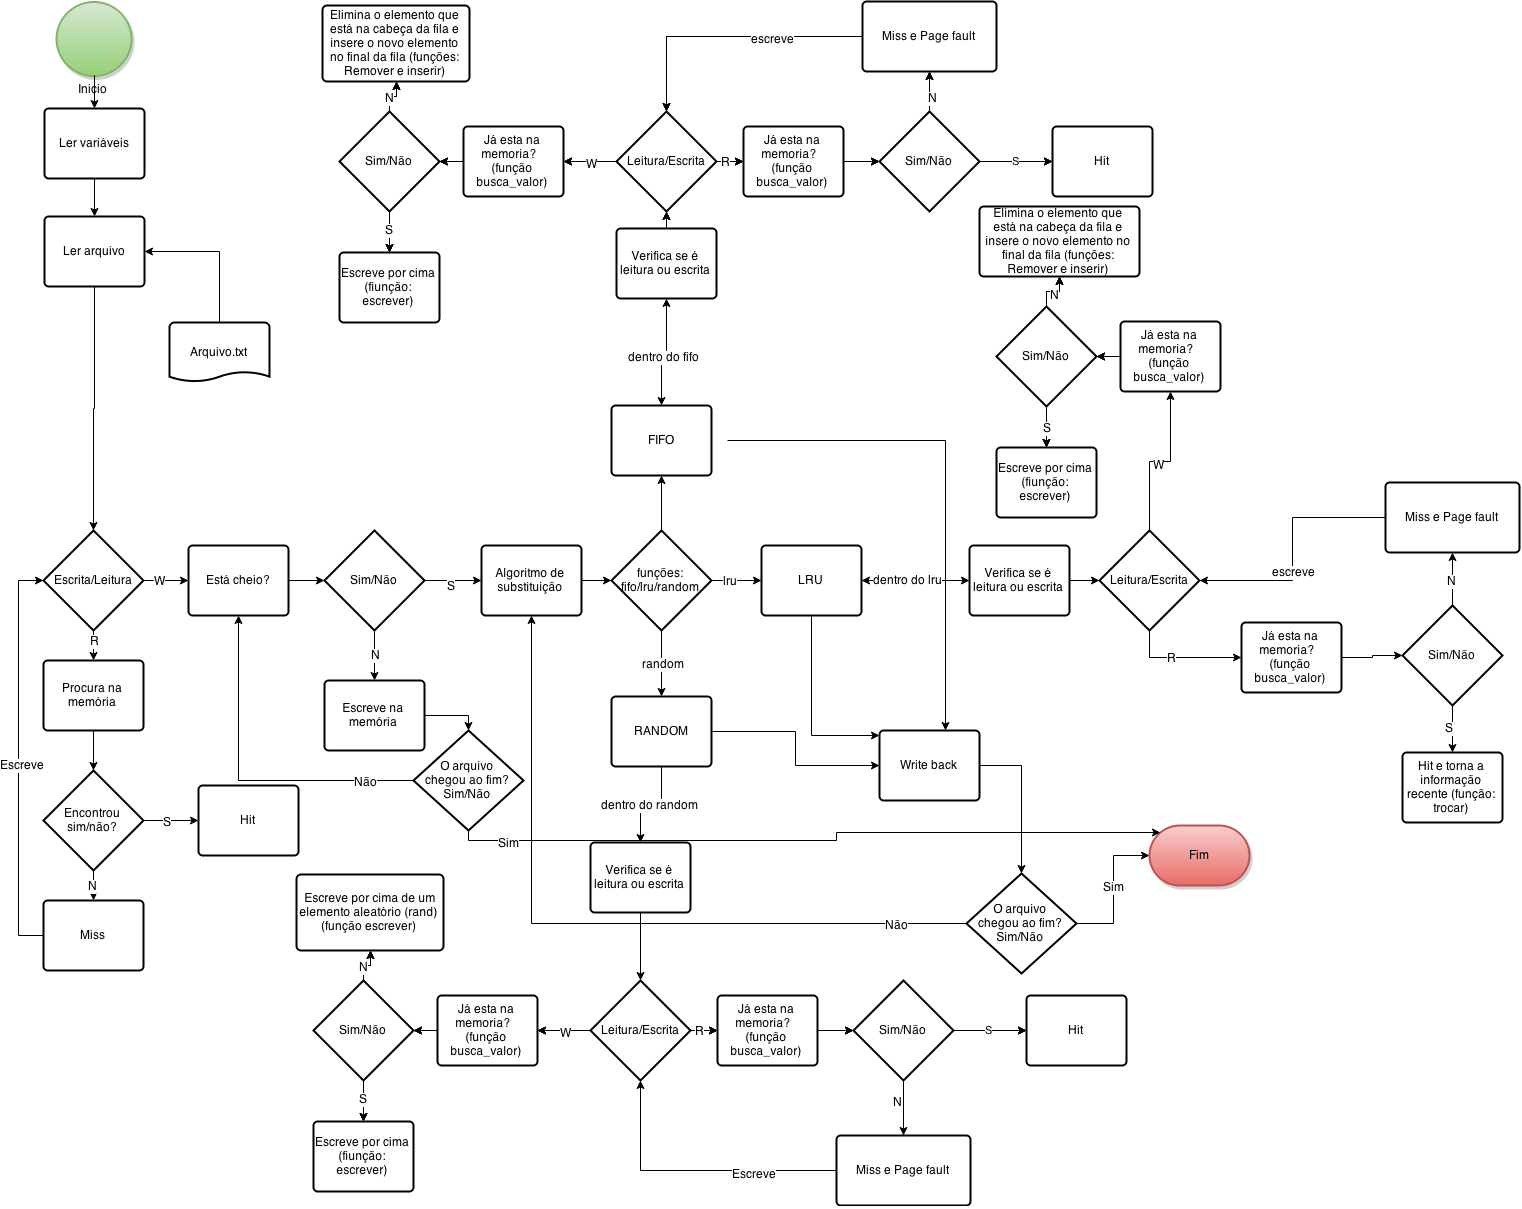 Inicio
Ler variáveis
Ler arquivo
Arquivo.txt
Elimina o elemento que
está na cabeça da fila e
insere o novo elemento
no final da fila (funções:
Remover e inserir)
N
Sim/Não
S
Escreve por cima
(fiunção:
escrever)
Já esta na
memoria?
(função
busca_valor)
W
Leitura/Escrita
escreve
R
Já esta na
memoria?
(função
busca_valor)
Sim/Não
N
Miss e Page fault
S
Hit
Verifica se é
leitura ou escrita
dentro do fifo
FIFO
Elimina o elemento que
está na cabeça da fila e
insere o novo elemento no
final da fila (funções:
Remover e inserir)
N
Sim/Não
S
Escreve por cima
(fiunção:
escrever)
Já esta na
memoria?
(função
busca_valor)
W
Escrita/Leitura
W
Está cheio?
Sim/Não
S
Algoritmo de
substituição
funções:
fifo/lru/random
lru
LRU
dentro do lru
Verifica se é
leitura ou escrita
Leitura/Escrita
escreve
Miss e Page fault
N
R
Já esta na
memoria?
(função
busca_valor)
Sim/Não
S
Hit e torna a
informação
recente (função:
trocar)
R
Procura na
memória
Escreve
Encontrou
sim/não?
S
Hit
N
Miss
N
Escreve na
memória
O arquivo
chegou ao fim?
Sim/Não
Não
Sim
random
RANDOM
dentro do random
Write back
Verifica se é
leitura ou escrita
Fim
Sim
O arquivo
chegou ao fim?
Sim/Não
Não
Escreve por cima de um
elemento aleatório (rand)
(função escrever)
N
Sim/Não
S
Escreve por cima
(fiunção:
escrever)
Já esta na
memoria?
(função
busca_valor)
W
Leitura/Escrita
R
Já esta na
memoria?
(função
busca_valor)
Sim/Não
S
Hit
N
Miss e Page fault
Escreve